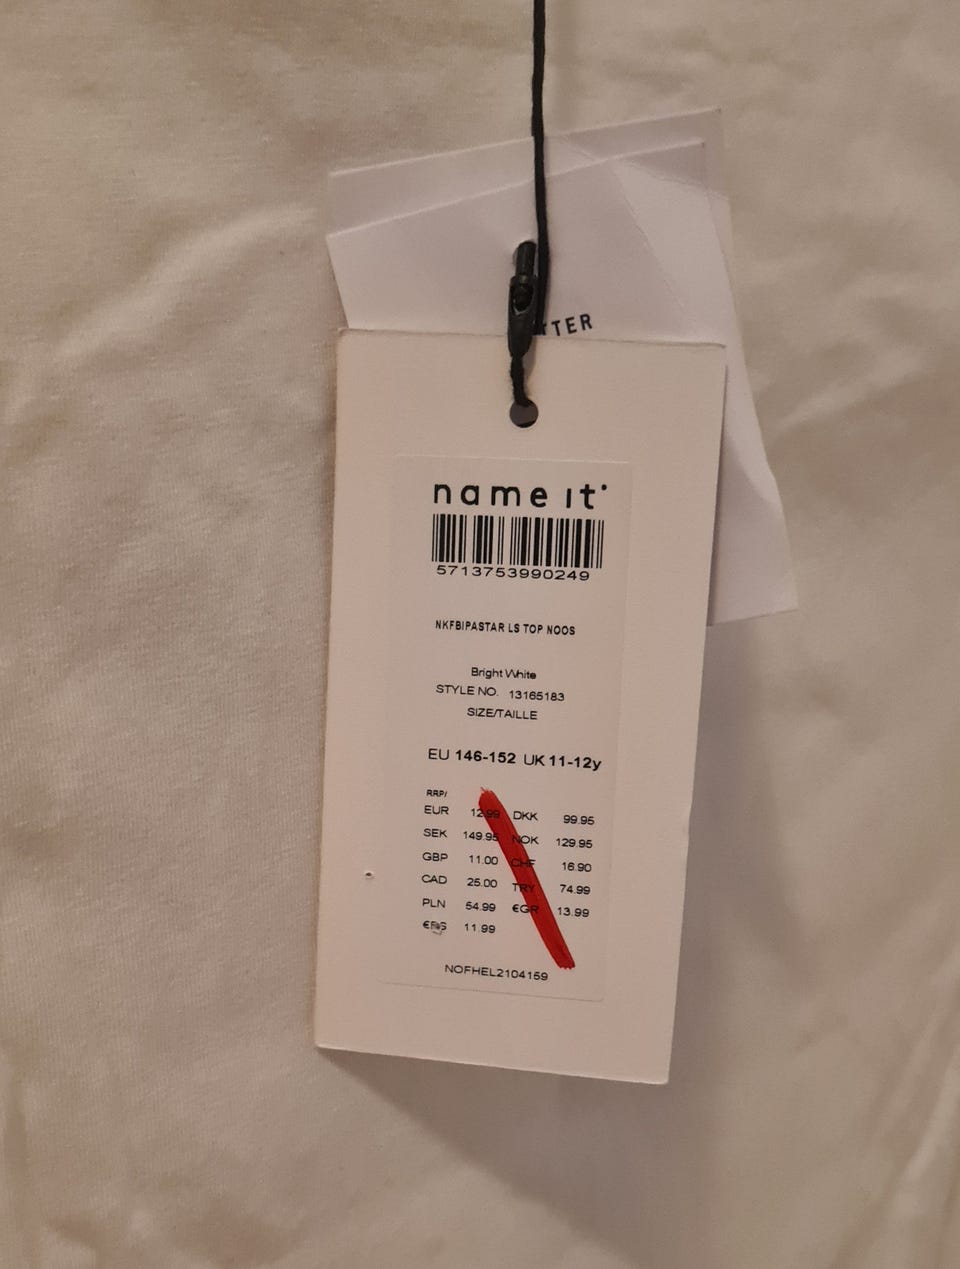 TTER
name it
5713753990249
NKFBIPASTAR LS TOP NOOS
Bright White
STYLE NO. 13165183
SIZE/TAILLE
EU 146-152 UK 11-12y
RRP/
EUR 12.99 DKK 99.95
SEK 149.95 NOK 129.95
GBP 11.00 CHF 16.90
CAD 25.00 TRY 74.99
PLN 54.99 €GR 13.99
11.99
NOFHEL2104159